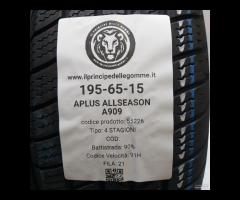 www.ilprincipedellegomme.it
195-65-15
APLUS ALLSEASON
A909
codice prodotto: 53226
Tipo: 4 STAGIONI
COD:
Battistrada: 90%
Codice Velocità: 91H
FILA: 21